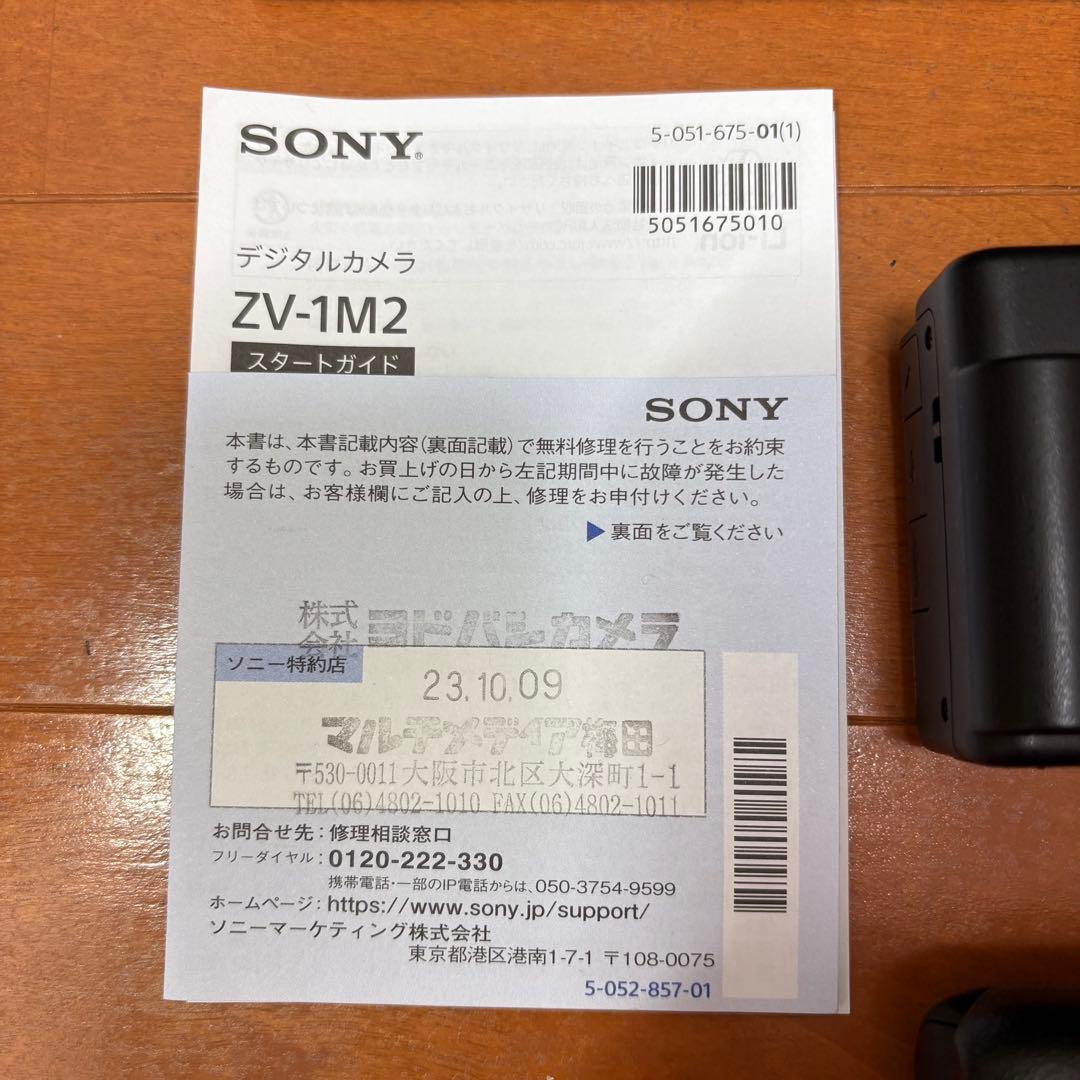 SONY®
5-051-675-01(1)
5051675010
デジタルカメラ
ZV-1M2
スタートガイド
SONY
本書は、本書記載内容(裏面記載)で無料修理を行うことをお約束
するものです。お買上げの日から左記期間中に故障が発生した
場合は、お客様欄にご記入の上、修理をお申付けください。
▶裏面をご覧ください
株式会社 ヨドバシカメラ
ソニー特約店
23.10.09
マルチメディア梅田
〒530-0011大阪市北区大深町1-1
TEL(06)4802-1010 FAX(06)4802-1011
お問合せ先：修理相談窓口
フリーダイヤル：0120-222-330
携帯電話・一部のIP電話からは、050-3754-9599
ホームページ：https://www.sony.jp/support/
ソニーマーケティング株式会社
東京都港区港南1-7-1 〒108-0075
5-052-857-01